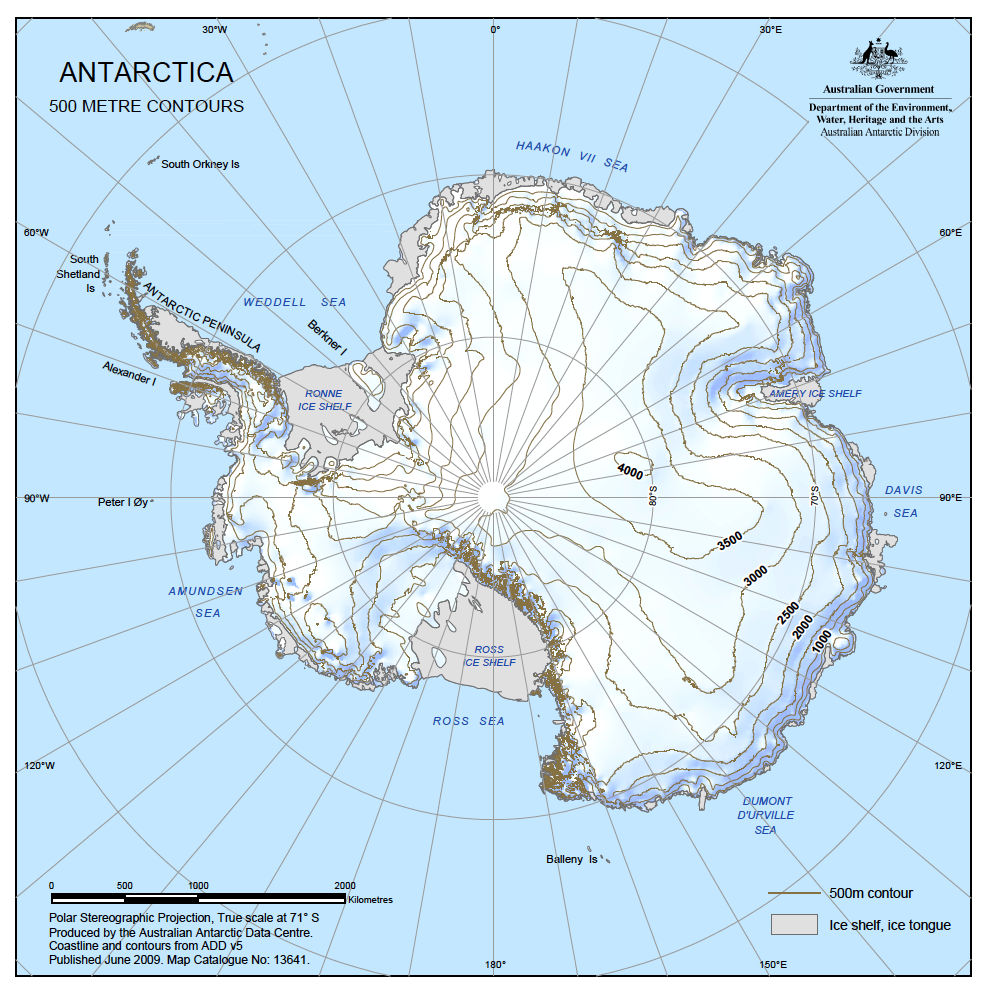 30°W
0°
30°E
ANTARCTICA
500 METRE CONTOURS
Australian Government
Department of the Environment,
Water, Heritage and the Arts
Australian Antarctic Division
HAAKON VII SEA
South Orkney Is
60°W
60°E
South
Shetland
Is
ANTARCTIC PENINSULA
WEDDELL SEA
Berkner I
Alexander I
RONNE
ICE SHELF
AMERY ICE SHELF
4000
80°S
70°S
DAVIS
SEA
90°W
Peter I Øy
90°E
3500
3000
2500
2000
1000
AMUNDSEN
SEA
ROSS
ICE SHELF
ROSS SEA
120°W
120°E
DUMONT
D'URVILLE
SEA
Balleny Is
0
500
1000
2000
Kilometres
500m contour
Ice shelf, ice tongue
Polar Stereographic Projection, True scale at 71° S
Produced by the Australian Antarctic Data Centre.
Coastline and contours from ADD v5
Published June 2009. Map Catalogue No: 13641.
180°
150°E